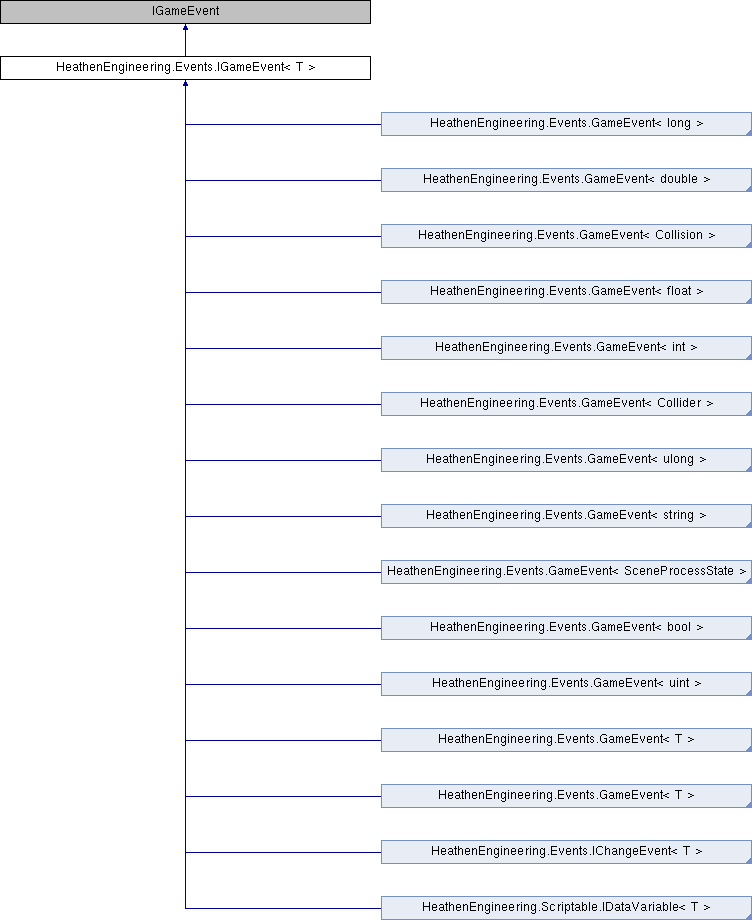 IGameEvent
HeathenEngineering.Events.IGameEvent< T >
HeathenEngineering.Events.GameEvent< long >
HeathenEngineering.Events.GameEvent< double >
HeathenEngineering.Events.GameEvent< Collision >
HeathenEngineering.Events.GameEvent< float >
HeathenEngineering.Events.GameEvent< int >
HeathenEngineering.Events.GameEvent< Collider >
HeathenEngineering.Events.GameEvent< ulong >
HeathenEngineering.Events.GameEvent< string >
HeathenEngineering.Events.GameEvent< SceneProcessState >
HeathenEngineering.Events.GameEvent< bool >
HeathenEngineering.Events.GameEvent< uint >
HeathenEngineering.Events.GameEvent< T >
HeathenEngineering.Events.GameEvent< T >
HeathenEngineering.Events.IChangeEvent< T >
HeathenEngineering.Scriptable.IDataVariable< T >